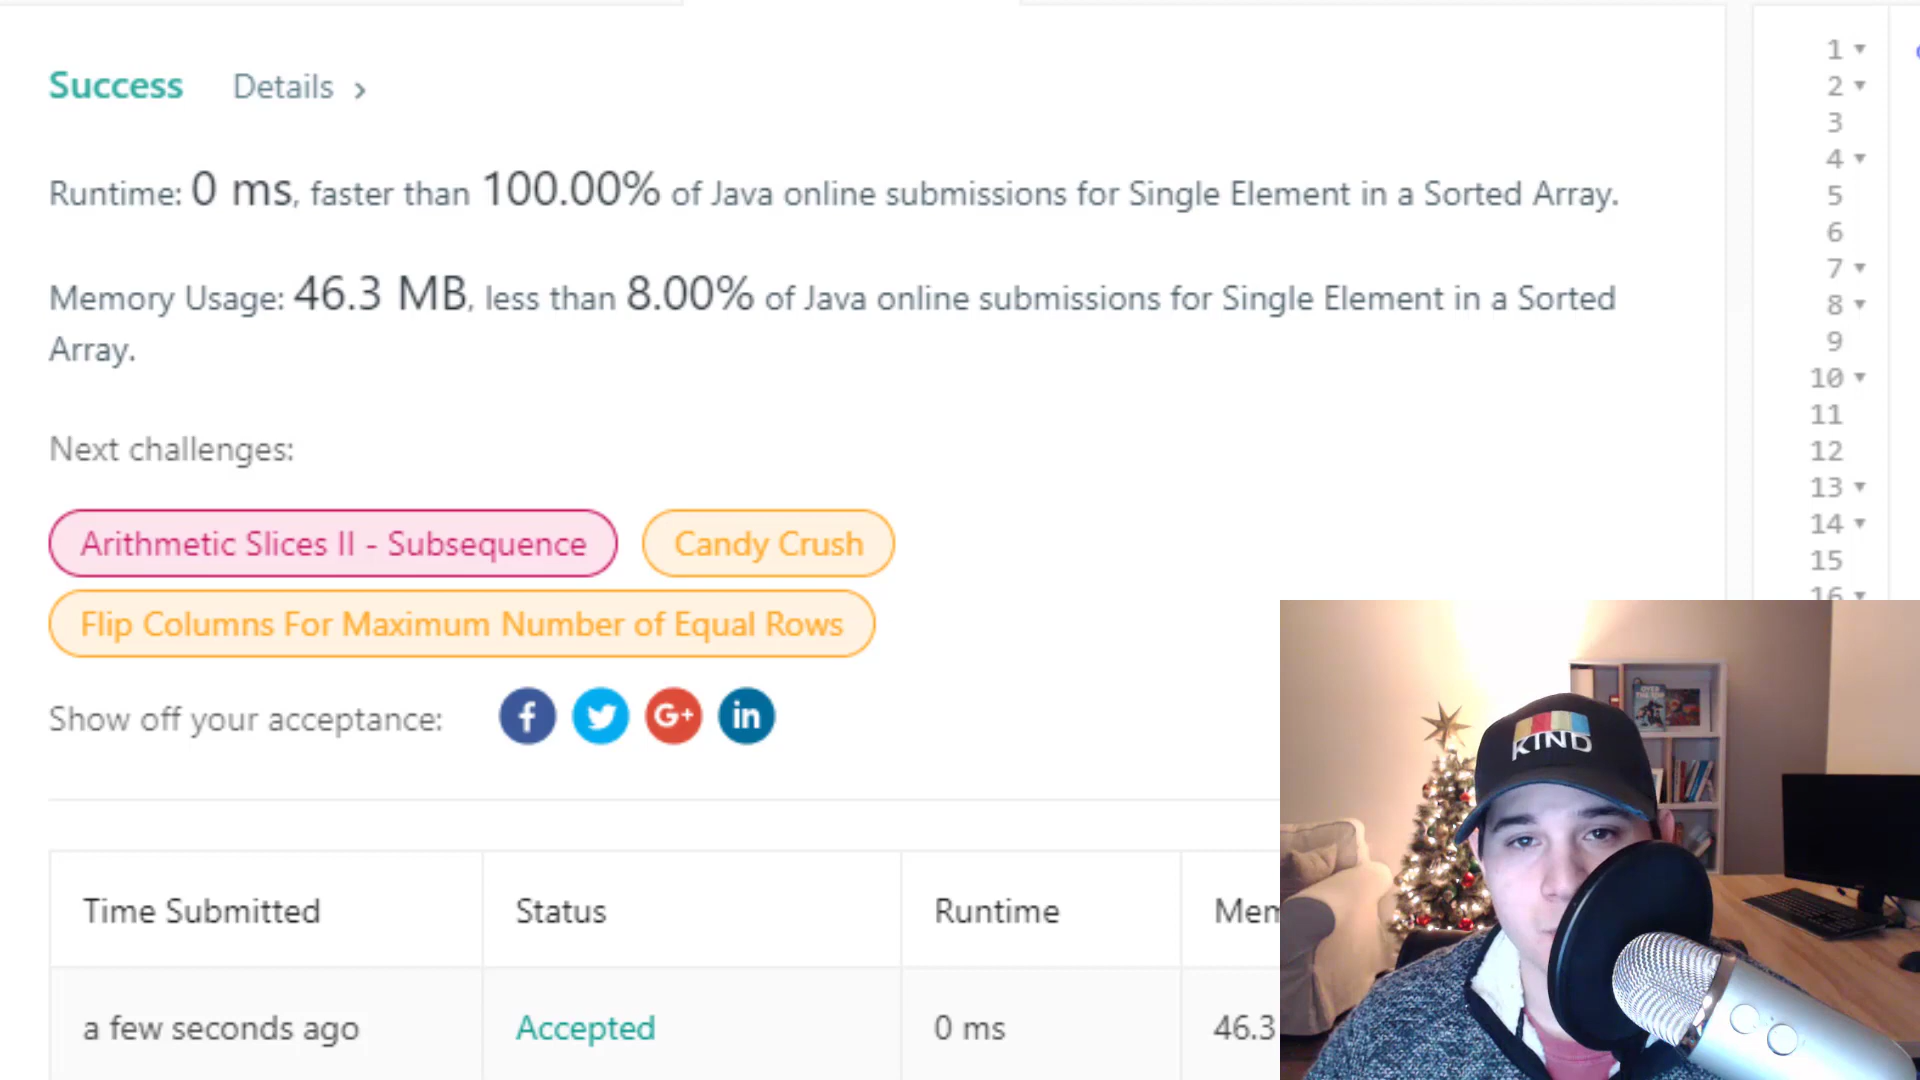 Success Details >
Runtime: 0 ms, faster than 100.00% of Java online submissions for Single Element in a Sorted Array.
Memory Usage: 46.3 MB, less than 8.00% of Java online submissions for Single Element in a Sorted
Array.
Next challenges:
Arithmetic Slices II - Subsequence
Candy Crush
Flip Columns For Maximum Number of Equal Rows
Show off your acceptance:
f
G+
in
Time Submitted
Status
Runtime
a few seconds ago
Accepted
0 ms
46.3
1
2
3
4
5
6
7
8
9
10
11
12
13
14
15
16
KIND